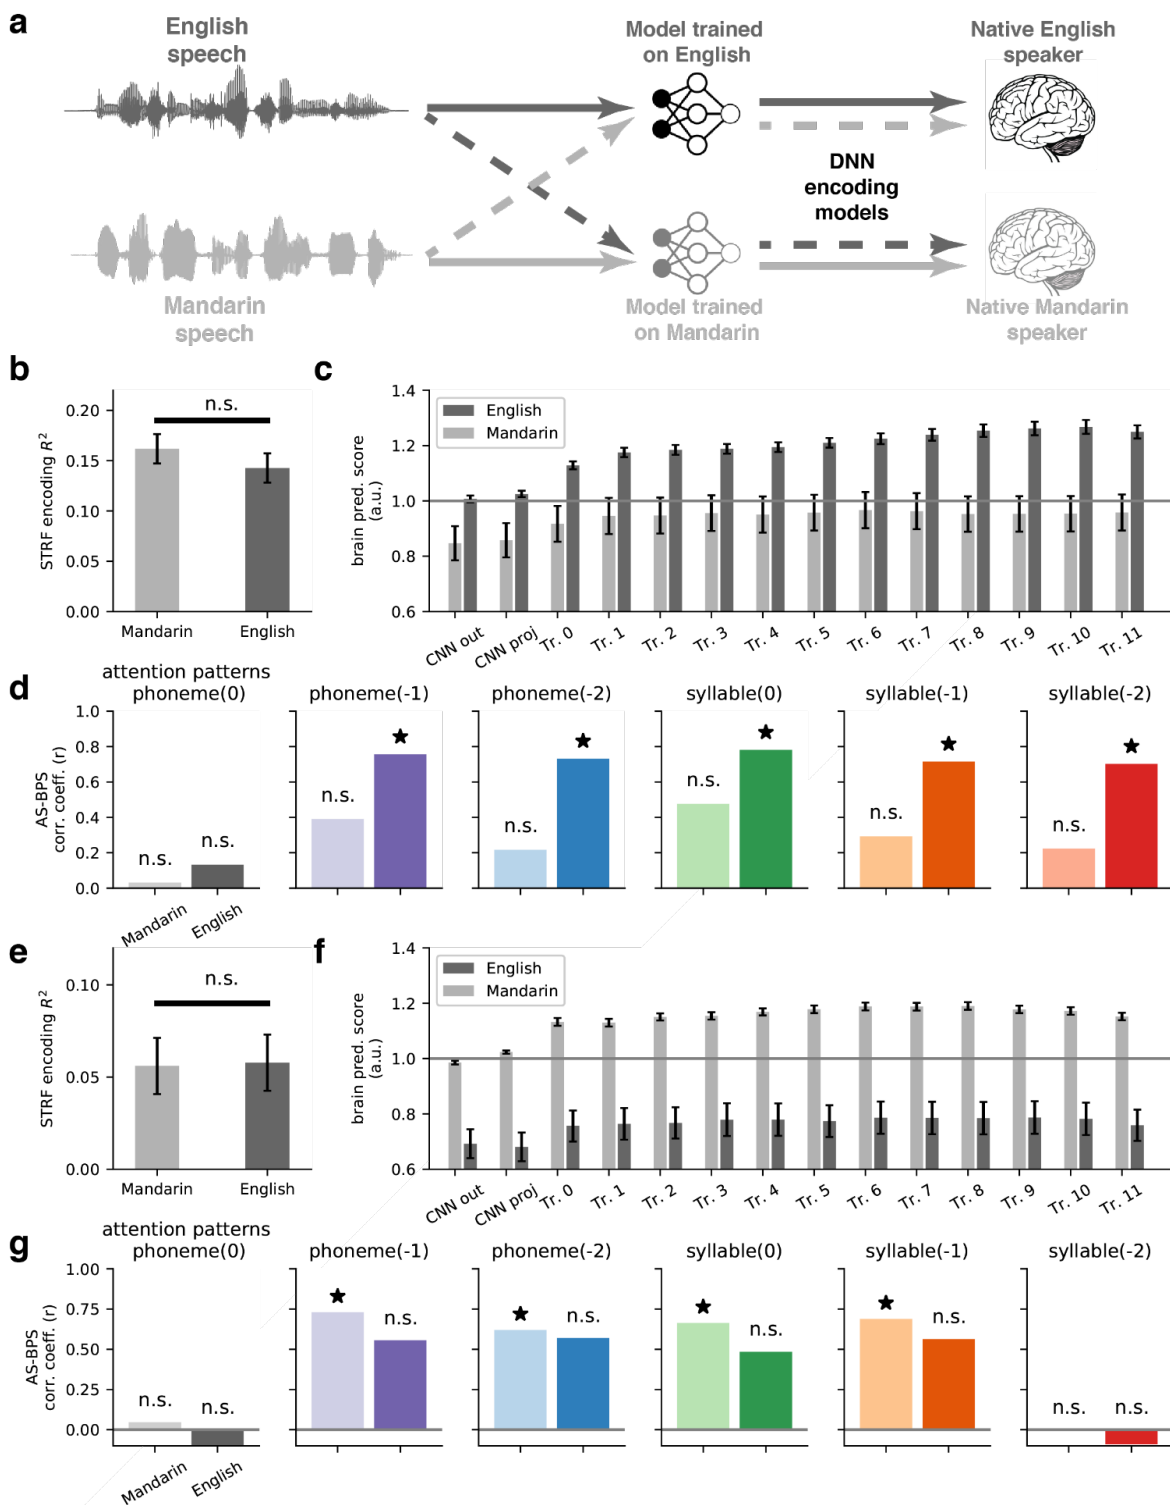 a
English
speech
Model trained
on English
Native English
speaker
DNN
encoding
models
Mandarin
speech
Model trained
on Mandarin
Native Mandarin
speaker
b
STRF encoding R²
0.20
0.15
0.10
0.05
0.00
n.s.
Mandarin English
c
brain pred. score
(a.u.)
1.4
1.2
1.0
0.8
0.6
English
Mandarin
CNN out CNN proj Tr. 0 Tr. 1 Tr. 2 Tr. 3 Tr. 4 Tr. 5 Tr. 6 Tr. 7 Tr. 8 Tr. 9 Tr. 10 Tr. 11
d
attention patterns
phoneme(0) phoneme(-1) phoneme(-2) syllable(0) syllable(-1) syllable(-2)
AS-BPS
corr. coeff. (r)
1.0
0.8
0.6
0.4
0.2
0.0
n.s. n.s.
n.s. ★
n.s. ★
n.s. ★
n.s. ★
n.s. ★
Mandarin English
e
STRF encoding R²
0.10
0.05
0.00
n.s.
Mandarin English
f
brain pred. score
(a.u.)
1.4
1.2
1.0
0.8
0.6
English
Mandarin
CNN out CNN proj Tr. 0 Tr. 1 Tr. 2 Tr. 3 Tr. 4 Tr. 5 Tr. 6 Tr. 7 Tr. 8 Tr. 9 Tr. 10 Tr. 11
g
attention patterns
phoneme(0) phoneme(-1) phoneme(-2) syllable(0) syllable(-1) syllable(-2)
AS-BPS
corr. coeff. (r)
1.00
0.75
0.50
0.25
0.00
n.s. n.s.
★ n.s.
★ n.s.
★ n.s.
★ n.s.
n.s. n.s.
Mandarin English